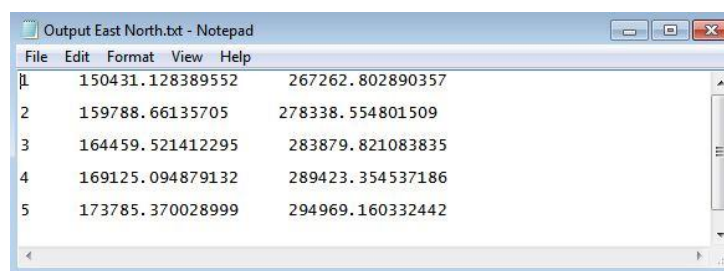 Output East North.txt - Notepad
File Edit Format View Help
1 150431.128389552 267262.802890357
2 159788.66135705 278338.554801509
3 164459.521412295 283879.821083835
4 169125.094879132 289423.354537186
5 173785.370028999 294969.160332442